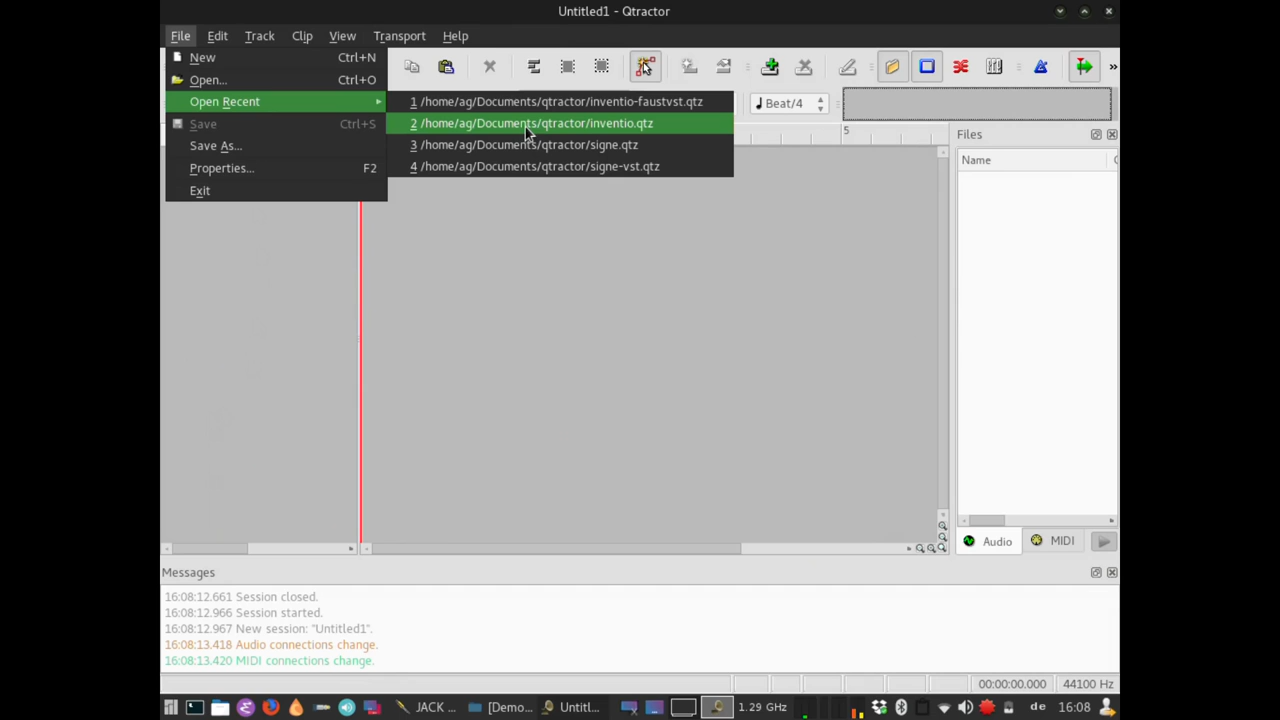 Untitled1 - Qtractor
File Edit Track Clip View Transport Help
New Ctrl+N
Open... Ctrl+O
Open Recent
Save Ctrl+S
Save As...
Properties... F2
Exit
1 /home/ag/Documents/qtractor/inventio-faustvst.qtz
2 /home/ag/Documents/qtractor/inventio.qtz
3 /home/ag/Documents/qtractor/signe.qtz
4 /home/ag/Documents/qtractor/signe-vst.qtz
»
Beat/4
5
Files
Name
Audio MIDI
Messages
16:08:12.661 Session closed.
16:08:12.966 Session started.
16:08:12.967 New session: "Untitled1".
16:08:13.418 Audio connections change.
16:08:13.420 MIDI connections change.
00:00:00.000 44100 Hz
JACK ... [Demo... Untitl... 1.29 GHz de 16:08